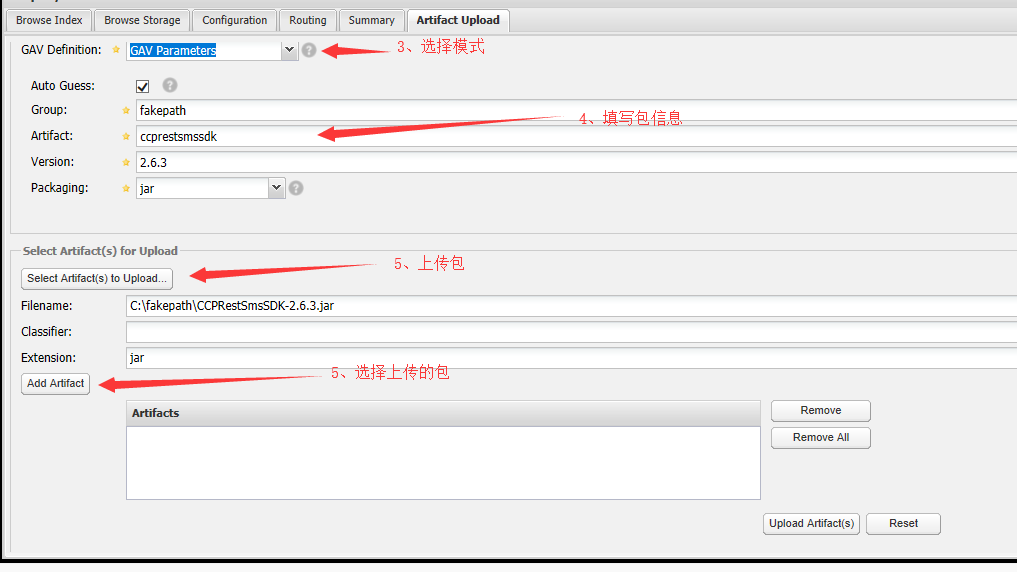 Browse Index Browse Storage Configuration Routing Summary Artifact Upload
GAV Definition: GAV Parameters 3、选择模式
Auto Guess:
Group: fakepath
4、填写包信息
Artifact: ccprestsmssdk
Version: 2.6.3
Packaging: jar
Select Artifact(s) for Upload
Select Artifact(s) to Upload... 5、上传包
Filename: C:\fakepath\CCPRestSmsSDK-2.6.3.jar
Classifier:
Extension: jar
Add Artifact 5、选择上传的包
Artifacts Remove
Remove All
Upload Artifact(s) Reset